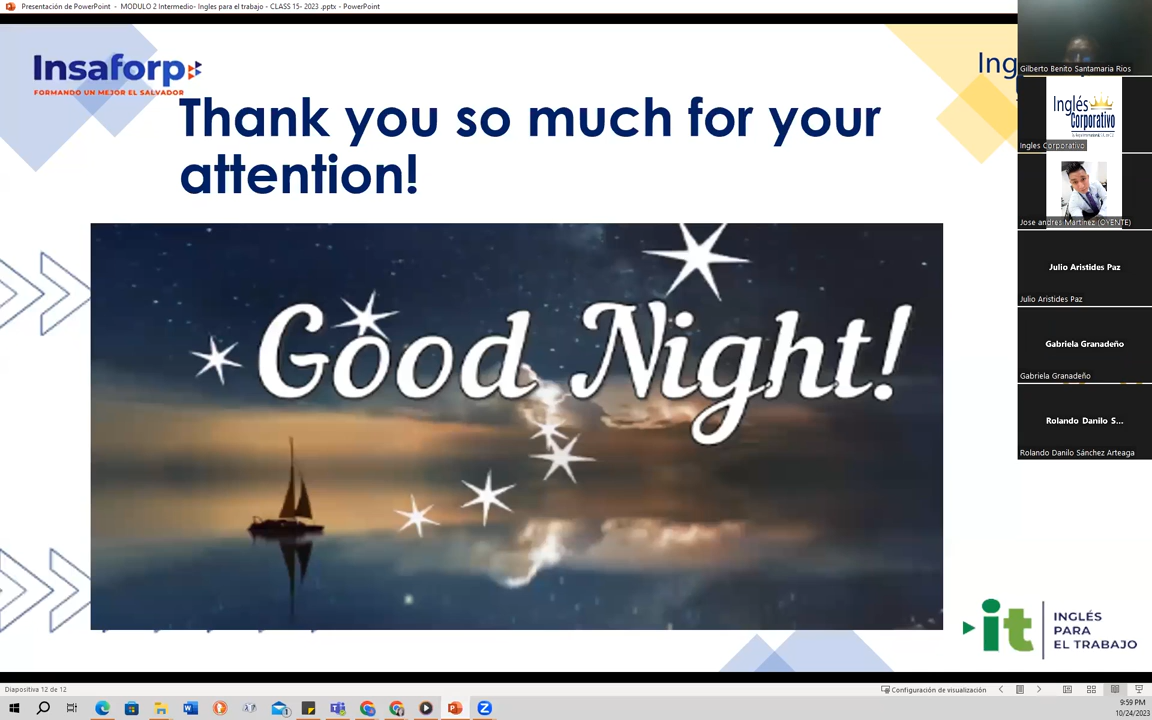 Presentación de PowerPoint - MODULO 2 Intermedio- Ingles para el trabajo - CLASS 15- 2023 .pptx - PowerPoint
Insaforp
FORMANDO UN MEJOR EL SALVADOR
Ing
Thank you so much for your
attention!
Good Night!
Gilberto Benito Santamaria Rios
Inglés
Corporativo
Ingles Corporativo
Jose andres Martinez (OYENTE)
Julio Aristides Paz
Julio Aristides Paz
Gabriela Granadeño
Gabriela Granadeño
Rolando Danilo S...
Rolando Danilo Sánchez Arteaga
it
INGLÉS
PARA
EL TRABAJO
Diapositiva 12 de 12
Configuración de visualización
9:59 PM
10/24/2023